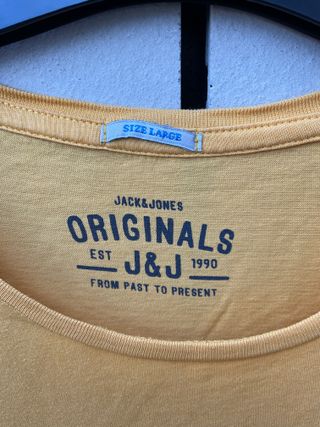 SIZE LARGE
JACK&JONES
ORIGINALS
EST J&J 1990
FROM PAST TO PRESENT